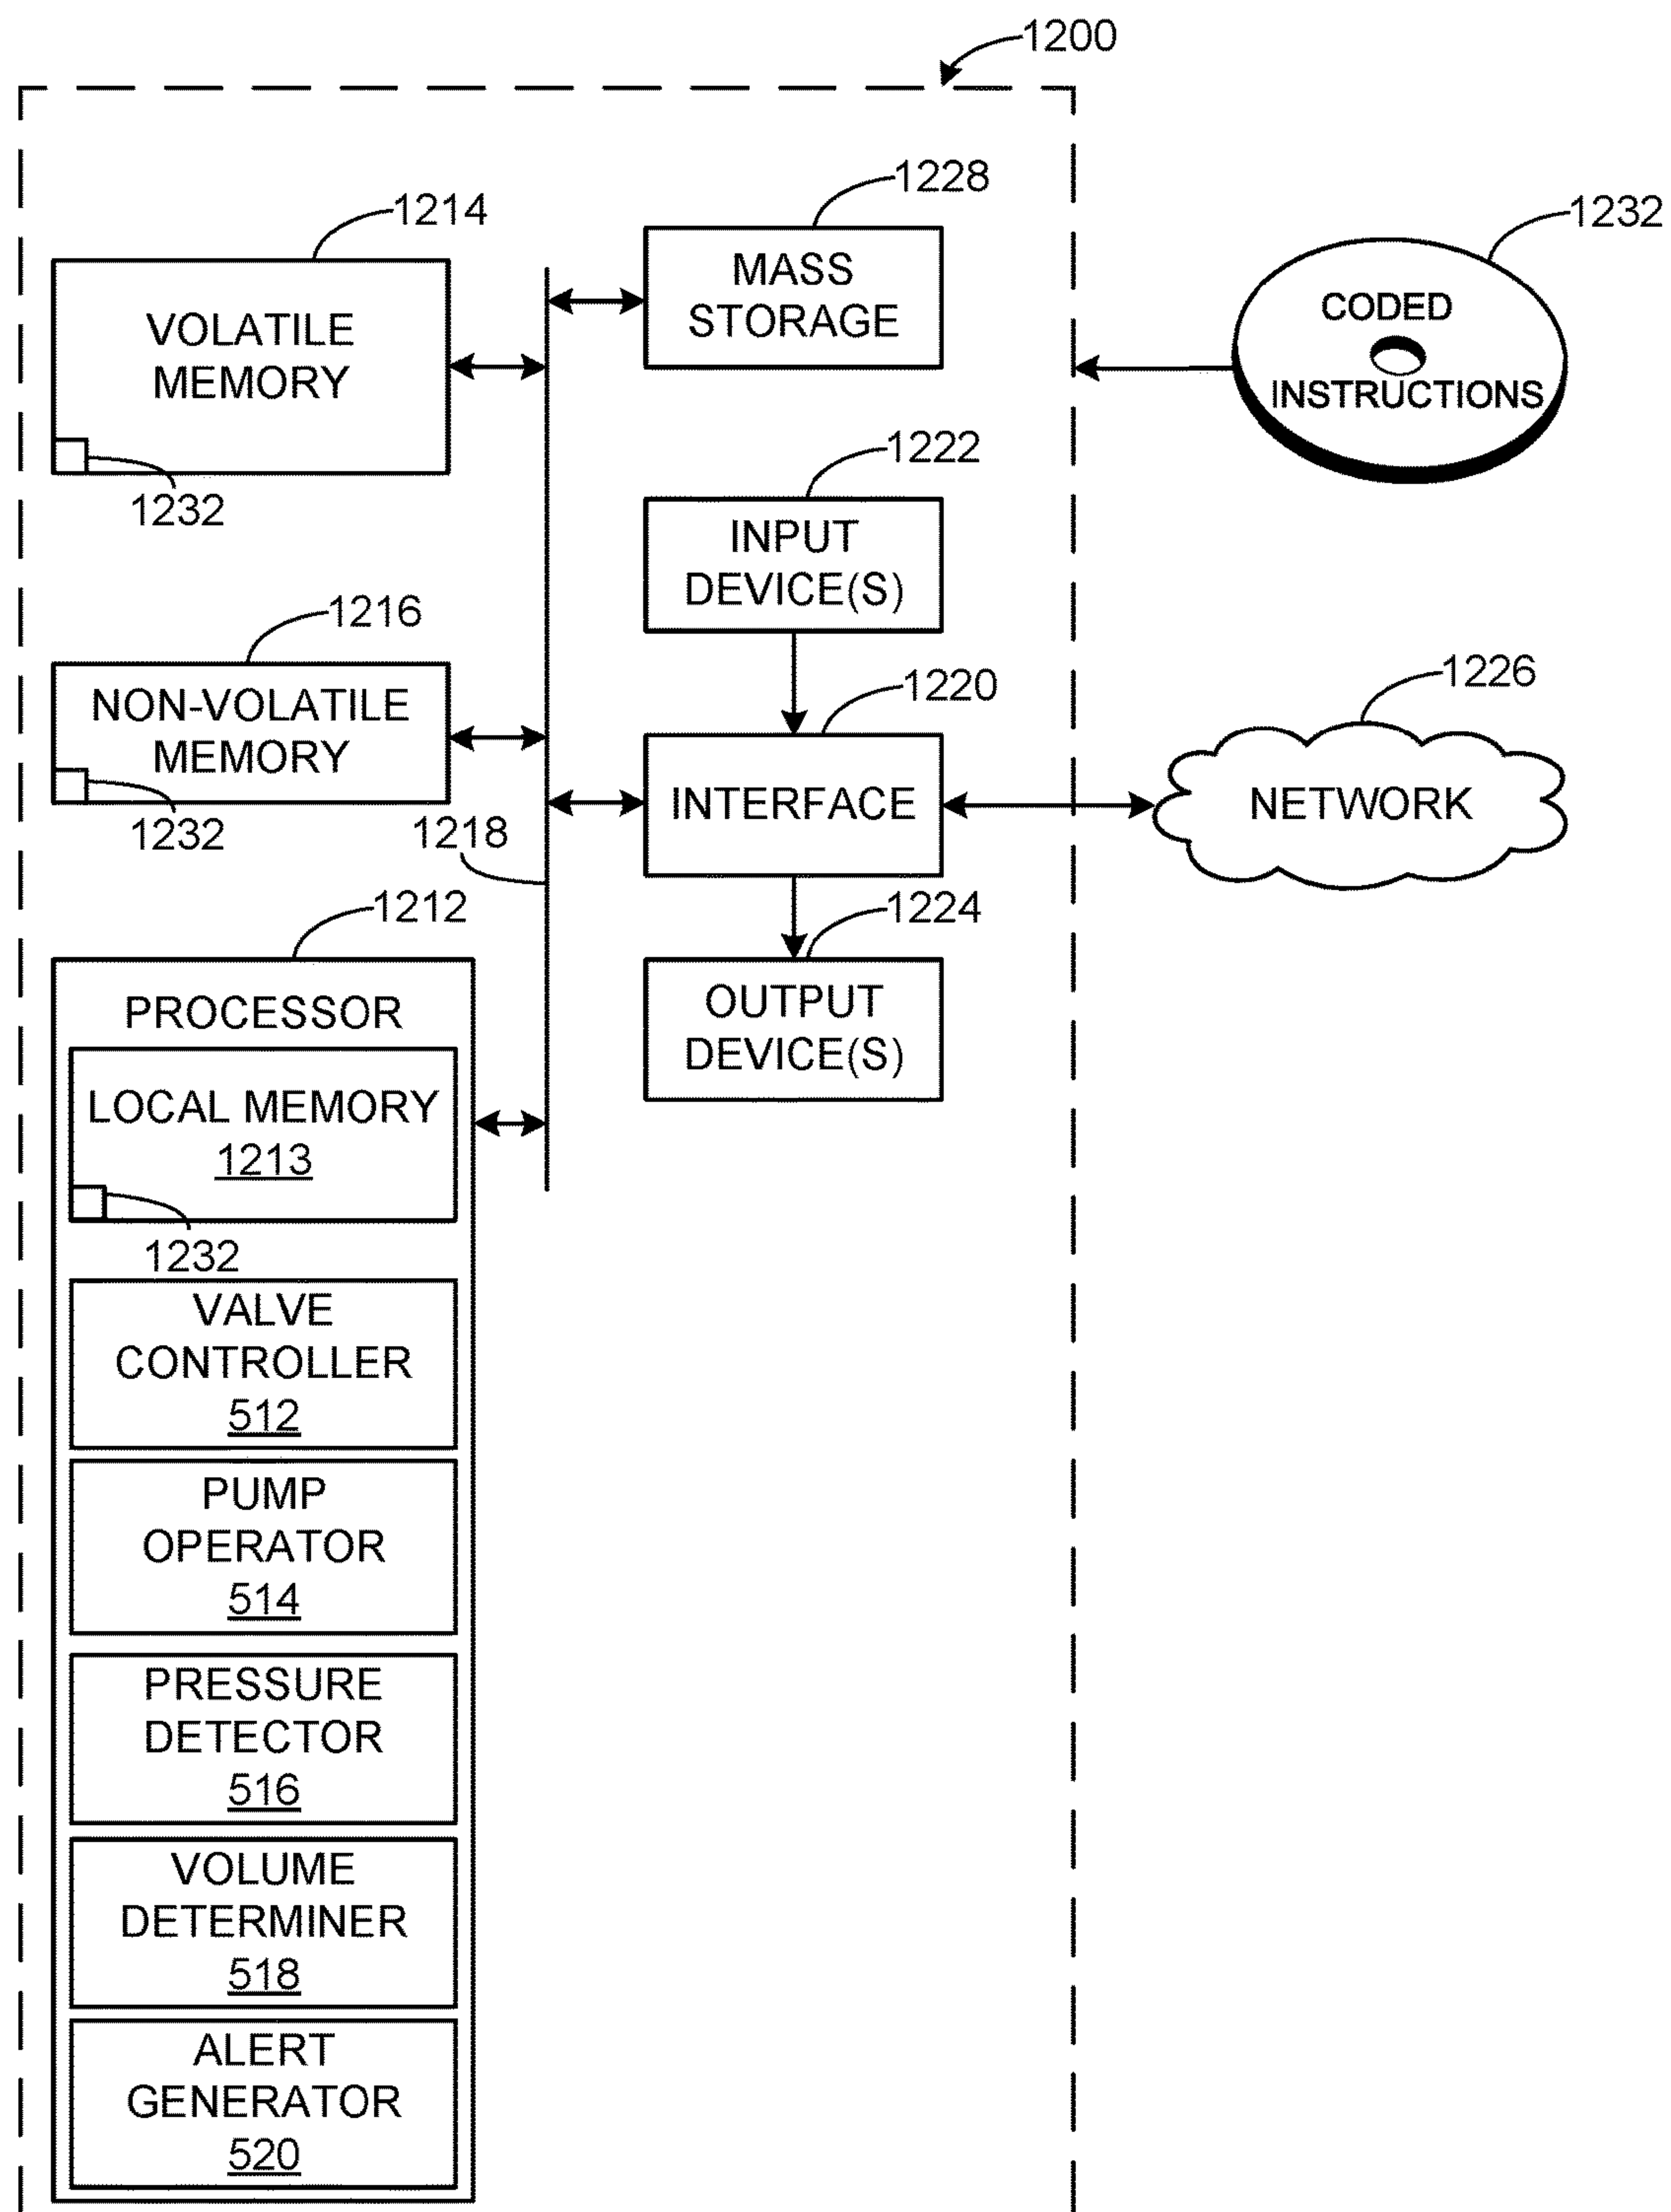 1200
1228
1214
1232
MASS
STORAGE
VOLATILE
MEMORY
CODED
INSTRUCTIONS
1222
1232
INPUT
DEVICE(S)
1216
1220
1226
NON-VOLATILE
MEMORY
INTERFACE
NETWORK
1232
1218
1212
1224
PROCESSOR
OUTPUT
DEVICE(S)
LOCAL MEMORY
1213
1232
VALVE
CONTROLLER
512
PUMP
OPERATOR
514
PRESSURE
DETECTOR
516
VOLUME
DETERMINER
518
ALERT
GENERATOR
520